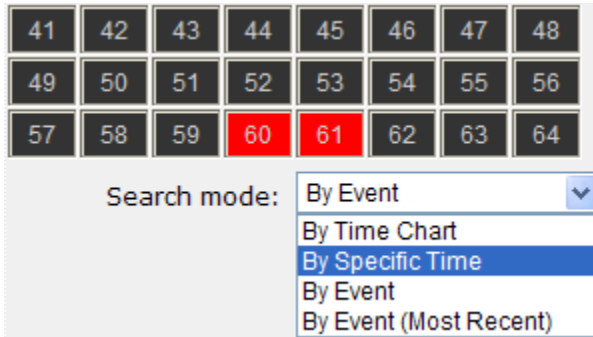 41 42 43 44 45 46 47 48
49 50 51 52 53 54 55 56
57 58 59 60 61 62 63 64
Search mode: By Event
By Time Chart
By Specific Time
By Event
By Event (Most Recent)